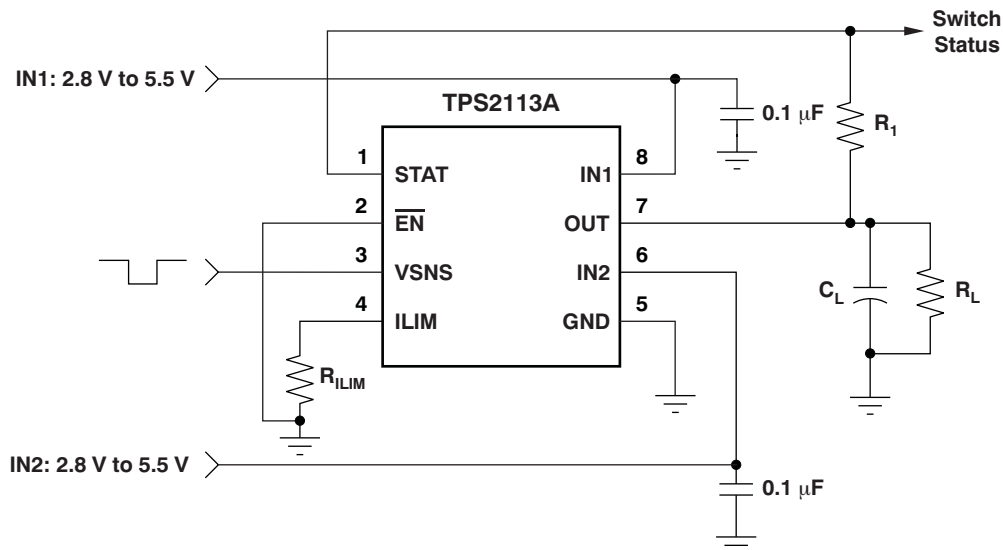 Switch
Status
IN1: 2.8 V to 5.5 V
TPS2113A
0.1 μF
R1
1
STAT
IN1
8
2
EN
OUT
7
3
VSNS
IN2
6
4
ILIM
GND
5
CL
RL
RILIM
IN2: 2.8 V to 5.5 V
0.1 μF